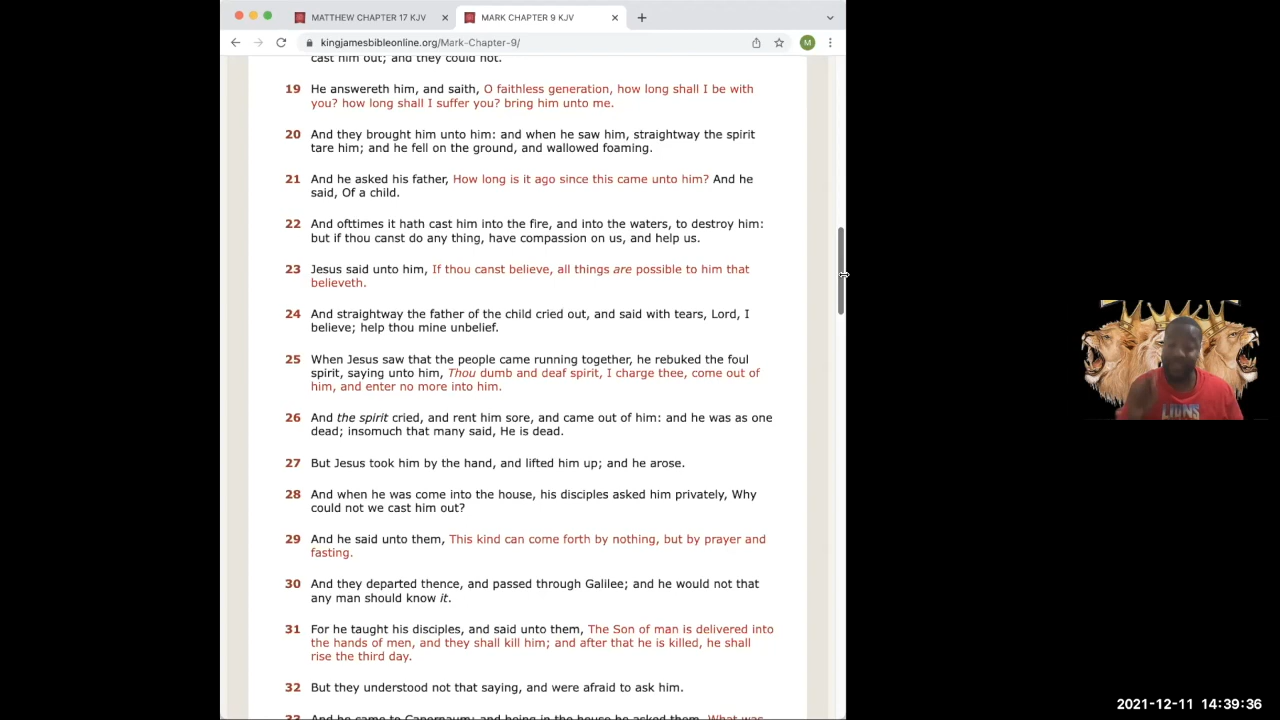 MATTHEW CHAPTER 17 KJV
MARK CHAPTER 9 KJV
kingjamesbibleonline.org/Mark-Chapter-9/
M
cast him out; and they could not.
19 He answereth him, and saith, O faithless generation, how long shall I be with
you? how long shall I suffer you? bring him unto me.
20 And they brought him unto him: and when he saw him, straightway the spirit
tare him; and he fell on the ground, and wallowed foaming.
21 And he asked his father, How long is it ago since this came unto him? And he
said, Of a child.
22 And ofttimes it hath cast him into the fire, and into the waters, to destroy him:
but if thou canst do any thing, have compassion on us, and help us.
23 Jesus said unto him, If thou canst believe, all things are possible to him that
believeth.
24 And straightway the father of the child cried out, and said with tears, Lord, I
believe; help thou mine unbelief.
25 When Jesus saw that the people came running together, he rebuked the foul
spirit, saying unto him, Thou dumb and deaf spirit, I charge thee, come out of
him, and enter no more into him.
26 And the spirit cried, and rent him sore, and came out of him: and he was as one
dead; insomuch that many said, He is dead.
27 But Jesus took him by the hand, and lifted him up; and he arose.
28 And when he was come into the house, his disciples asked him privately, Why
could not we cast him out?
29 And he said unto them, This kind can come forth by nothing, but by prayer and
fasting.
30 And they departed thence, and passed through Galilee; and he would not that
any man should know it.
31 For he taught his disciples, and said unto them, The Son of man is delivered into
the hands of men, and they shall kill him; and after that he is killed, he shall
rise the third day.
32 But they understood not that saying, and were afraid to ask him.
33 And he came to Capernaum: and being in the house he asked them, What was
LIONS
2021-12-11 14:39:36